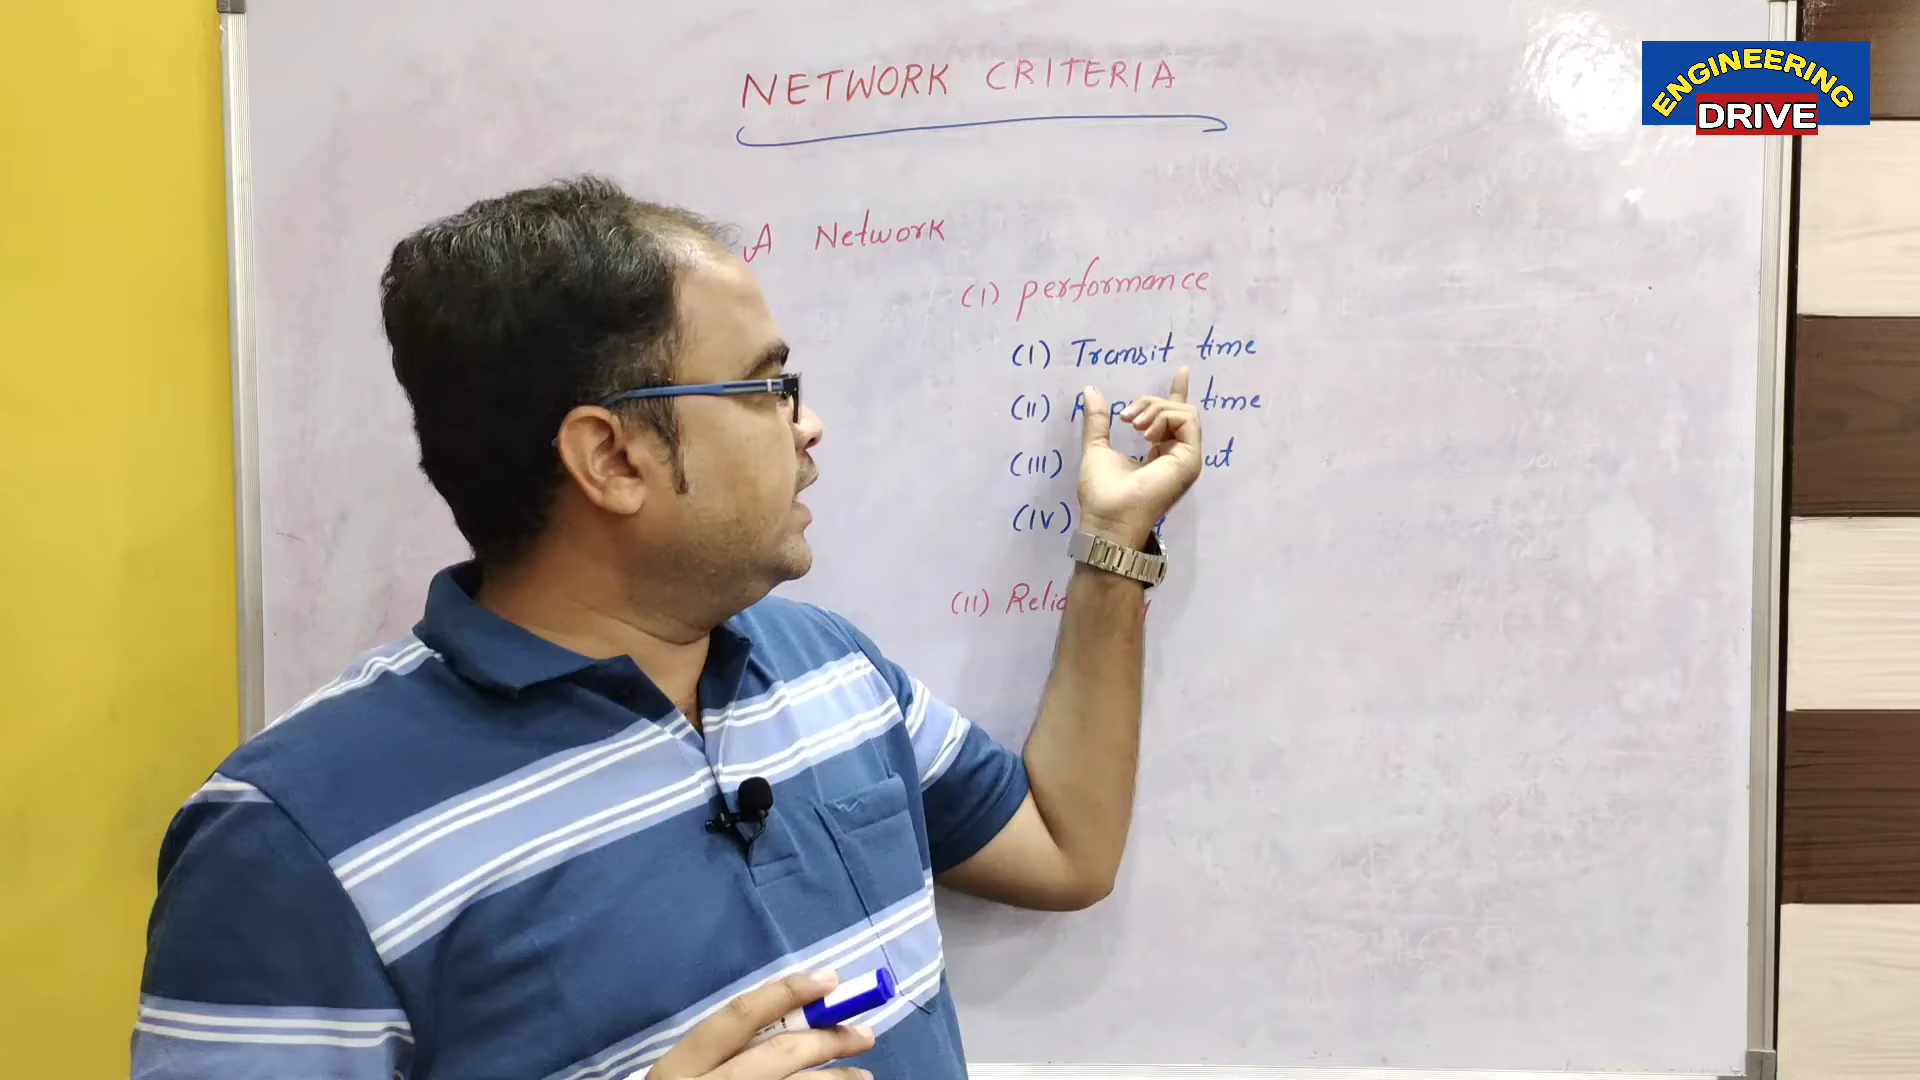 NETWORK CRITERIA
ENGINEERING
DRIVE
A Network
(I) performance
(I) Transit time
(II) time
(III)
(IV)
(II)